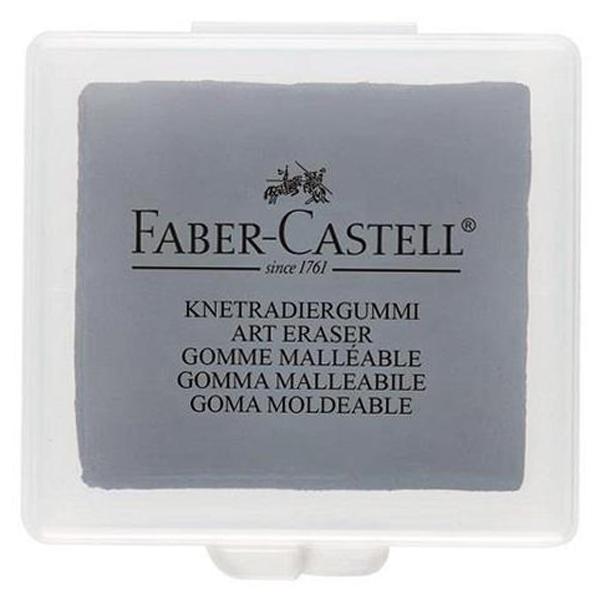 FABER-CASTELL®
since 1761
KNETRADIERGUMMI
ART ERASER
GOMME MALLÉABLE
GOMMA MALLEABILE
GOMA MOLDEABLE